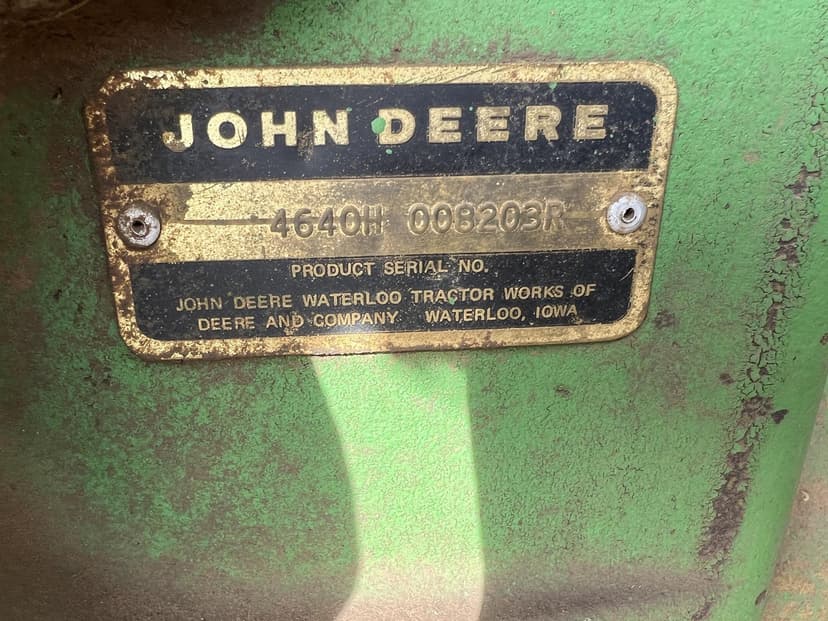 JOHN DEERE
4640H 008203R
PRODUCT SERIAL NO.
JOHN DEERE WATERLOO TRACTOR WORKS OF
DEERE AND COMPANY WATERLOO, IOWA